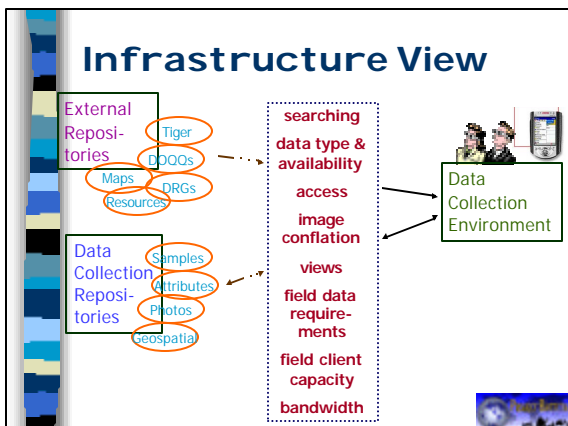 Infrastructure View
External
Reposi-
tories
Tiger
DOQQs
Maps
DRGs
Resources
Data
Collection
Reposi-
tories
Samples
Attributes
Photos
Geospatial
searching
data type &
availability
access
image
conflation
views
field data
require-
ments
field client
capacity
bandwidth
Data
Collection
Environment